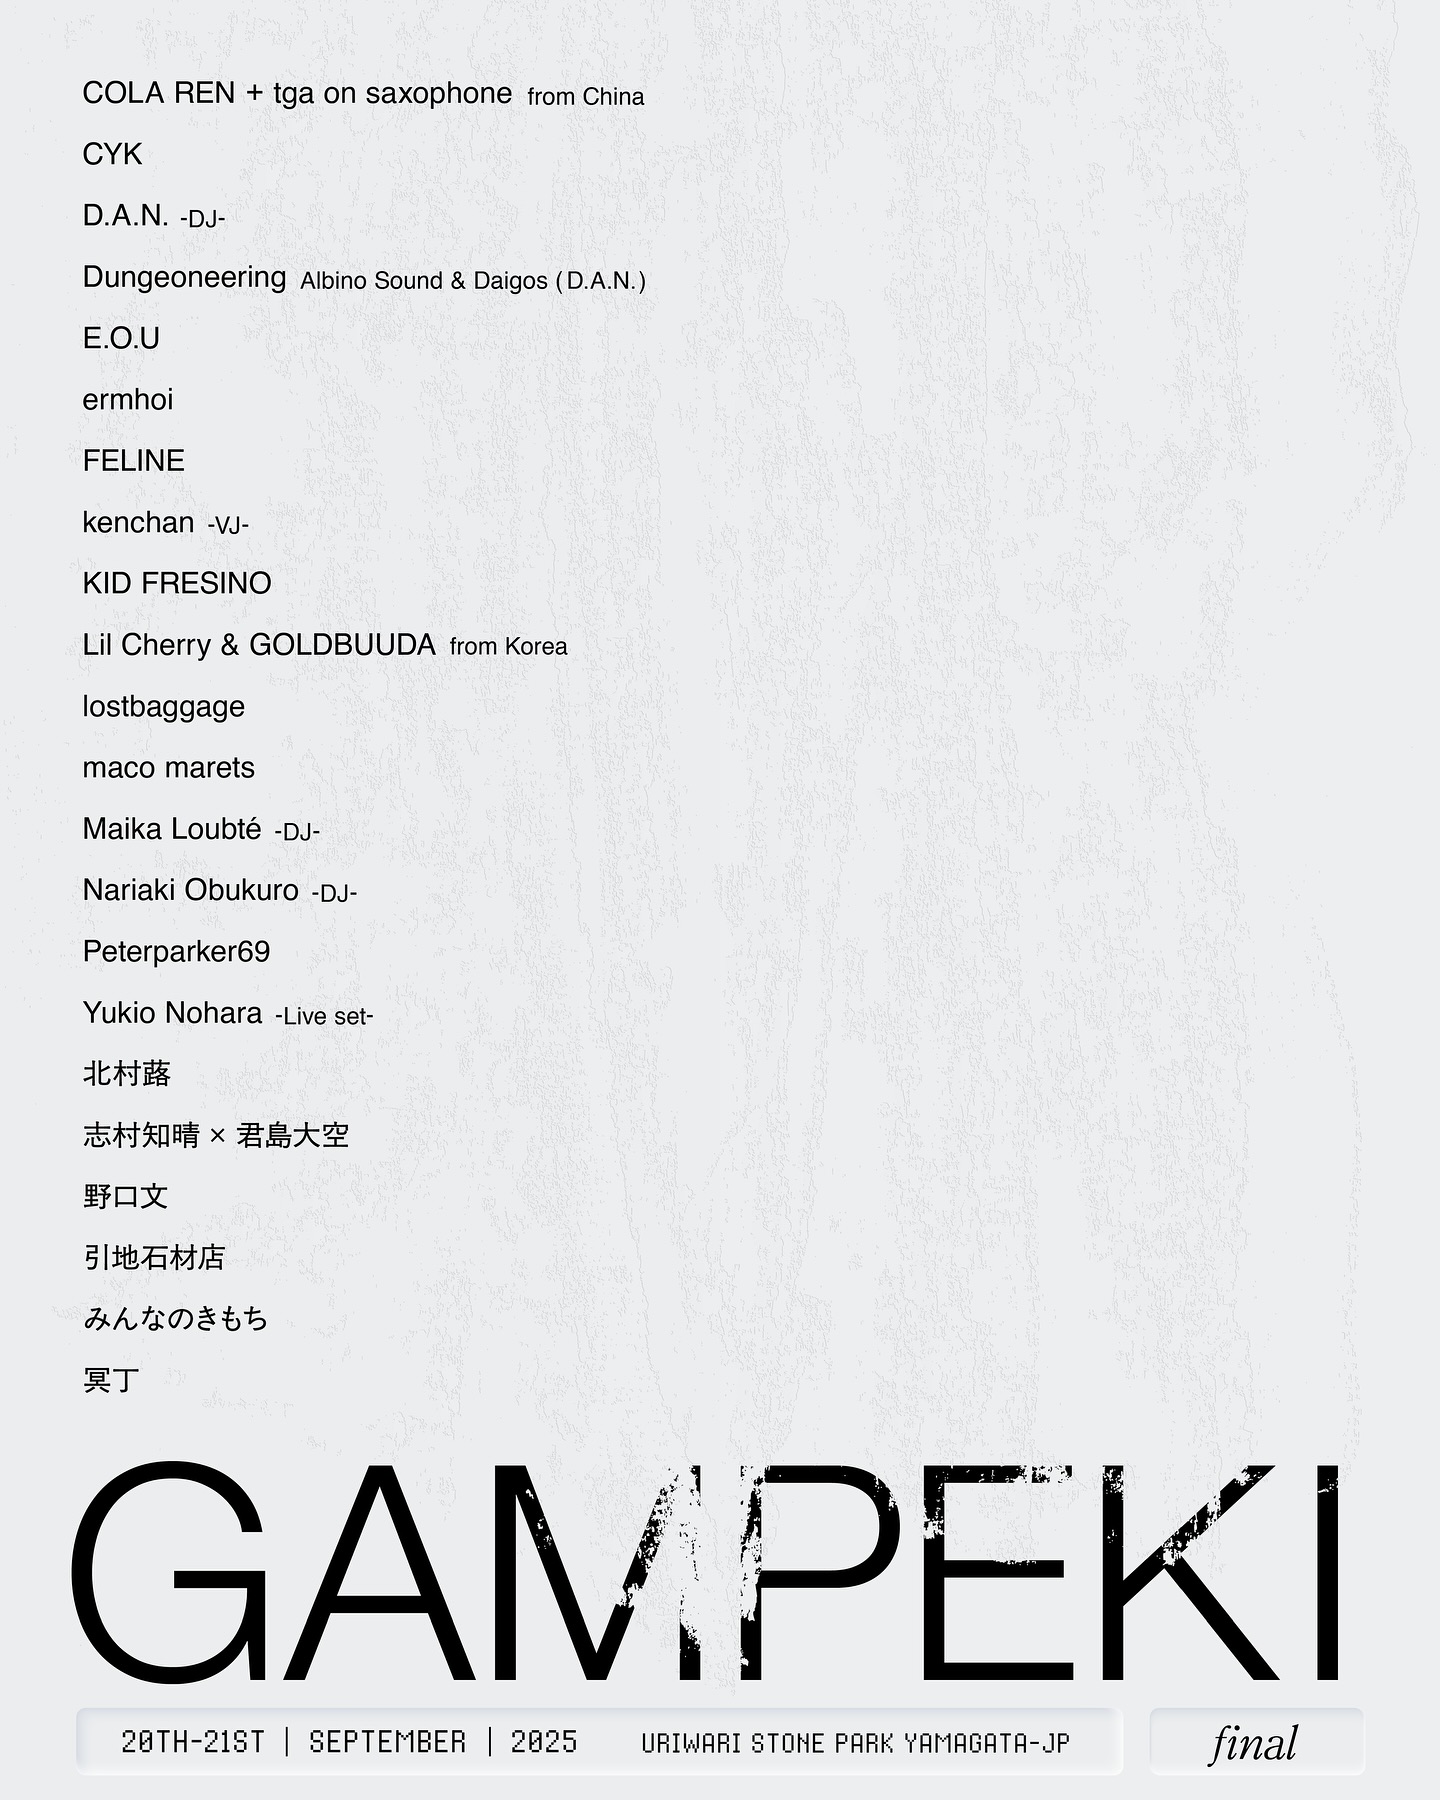 COLA REN + tga on saxophone from China
CYK
D.A.N. -DJ-
Dungeoneering Albino Sound & Daigos (D.A.N.)
E.O.U
ermhoi
FELINE
kenchan -VJ-
KID FRESINO
Lil Cherry & GOLDBUUDA from Korea
lostbaggage
maco marets
Maika Loubté -DJ-
Nariaki Obukuro -DJ-
Peterparker69
Yukio Nohara -Live set-
北村蕗
志村知晴 × 君島大空
野口文
引地石材店
みんなのきもち
冥丁
GAMPEKI
20TH-21ST | SEPTEMBER | 2025 URIWARI STONE PARK YAMAGATA-JP
final